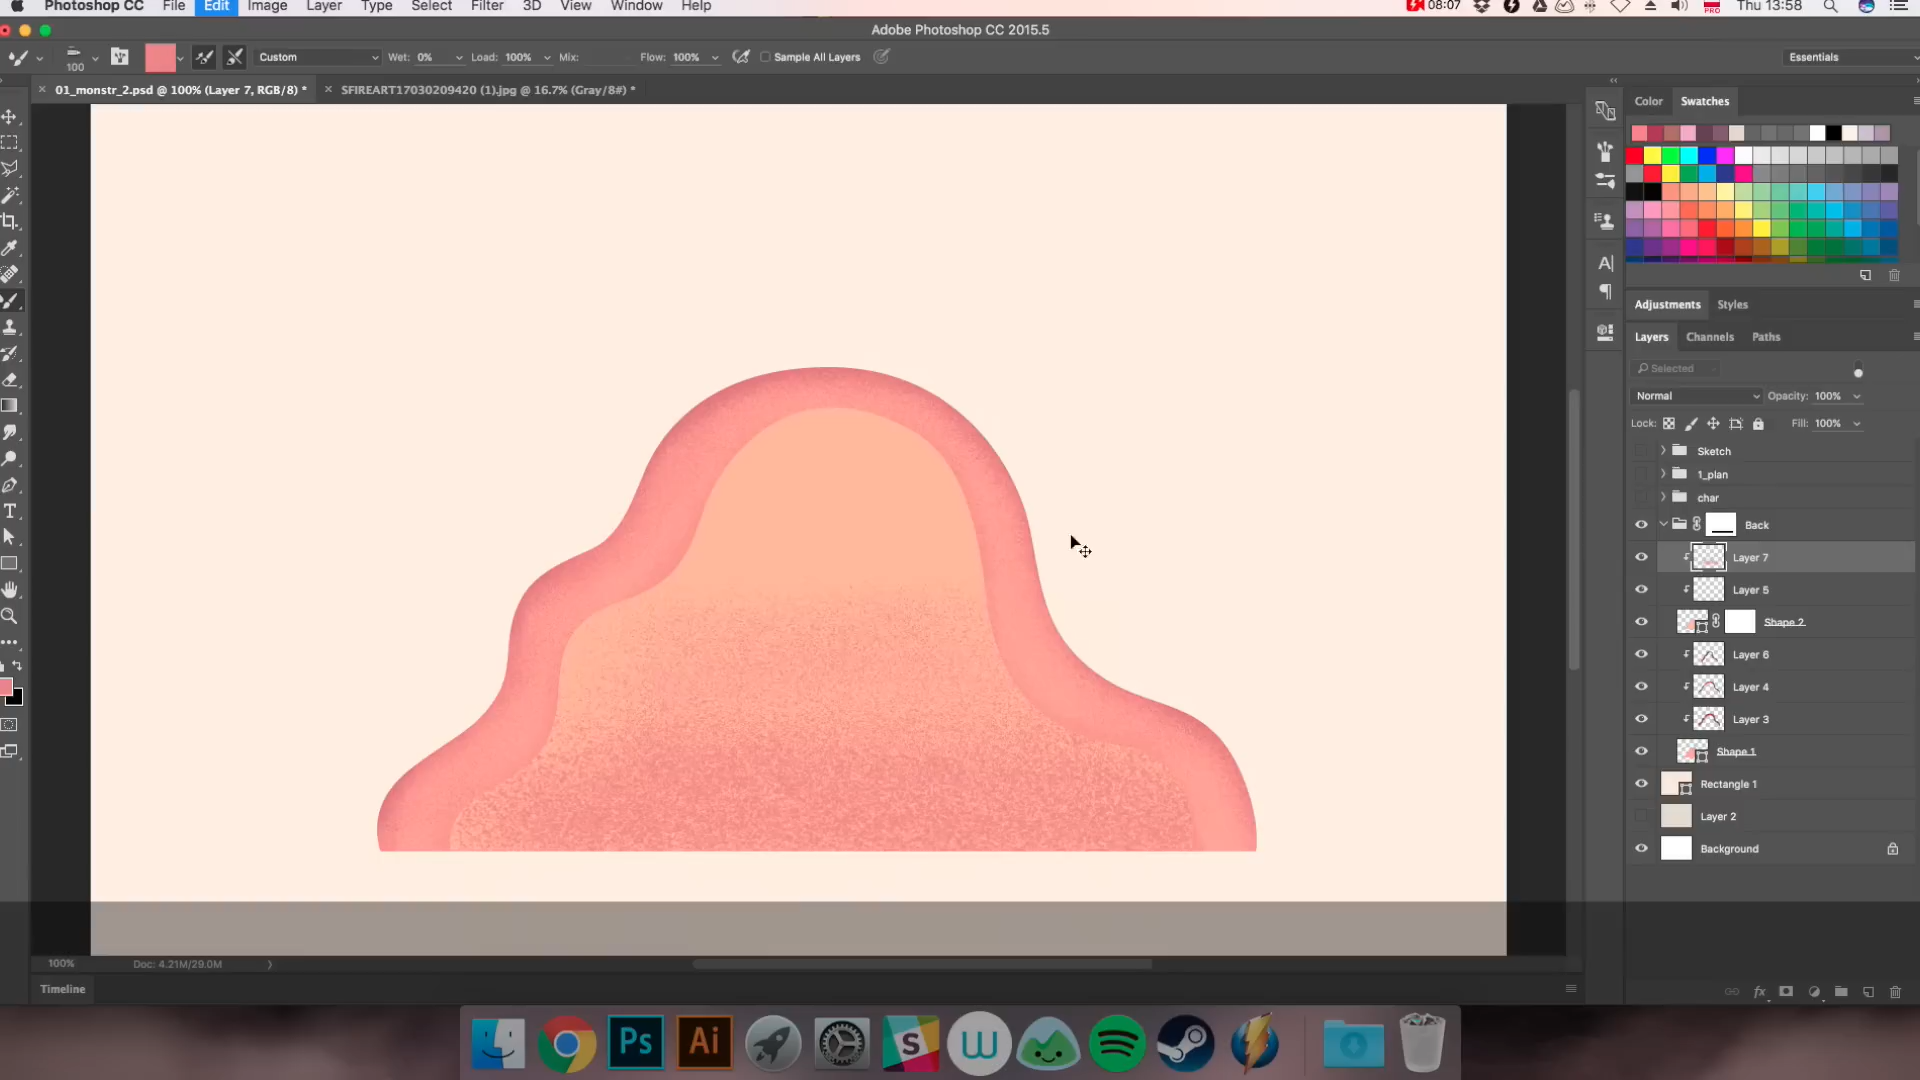 Photoshop CC File Edit Image Layer Type Select Filter 3D View Window Help 08:07 Thu 13:58
Adobe Photoshop CC 2015.5
100 Custom Wet: 0% Load: 100% Mix: Flow: 100% Sample All Layers Essentials
01_monstr_2.psd @ 100% (Layer 7, RGB/8) * SFIREART17030209420 (1).jpg @ 16.7% (Gray/8#) *
Color Swatches
Adjustments Styles
Layers Channels Paths
Selected
Normal Opacity: 100%
Lock: Fill: 100%
Sketch
1_plan
char
Back
Layer 7
Layer 5
Shape 2
Layer 6
Layer 4
Layer 3
Shape 1
Rectangle 1
Layer 2
Background
100% Doc: 4.21M/29.0M
Timeline
fx
Ps Ai S W